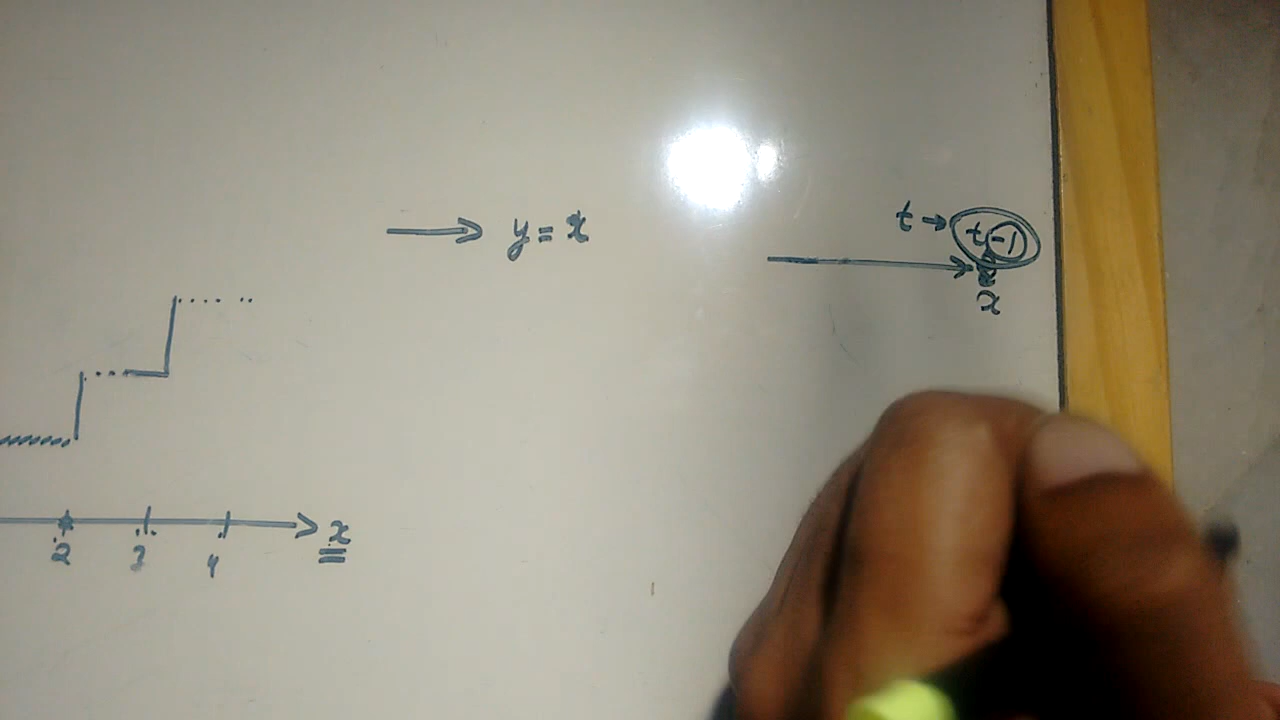 y = x
t → t - 1
x
2 3 4 x